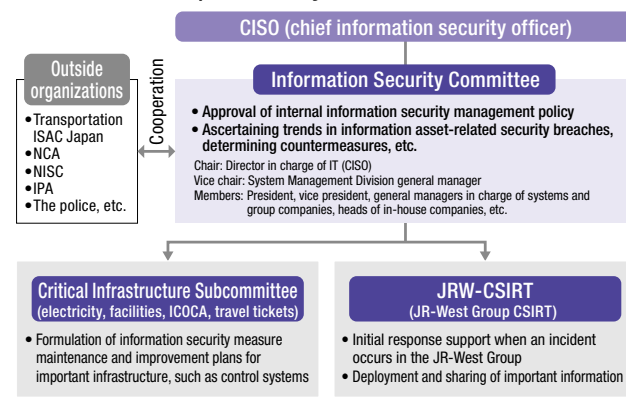 CISO (chief information security officer)
Outside
organizations
• Transportation
ISAC Japan
• NCA
• NISC
• IPA
• The police, etc.
Cooperation
Information Security Committee
• Approval of internal information security management policy
• Ascertaining trends in information asset-related security breaches,
determining countermeasures, etc.
Chair: Director in charge of IT (CISO)
Vice chair: System Management Division general manager
Members: President, vice president, general managers in charge of systems and
group companies, heads of in-house companies, etc.
Critical Infrastructure Subcommittee
(electricity, facilities, ICOCA, travel tickets)
• Formulation of information security measure
maintenance and improvement plans for
important infrastructure, such as control systems
JRW-CSIRT
(JR-West Group CSIRT)
• Initial response support when an incident
occurs in the JR-West Group
• Deployment and sharing of important information